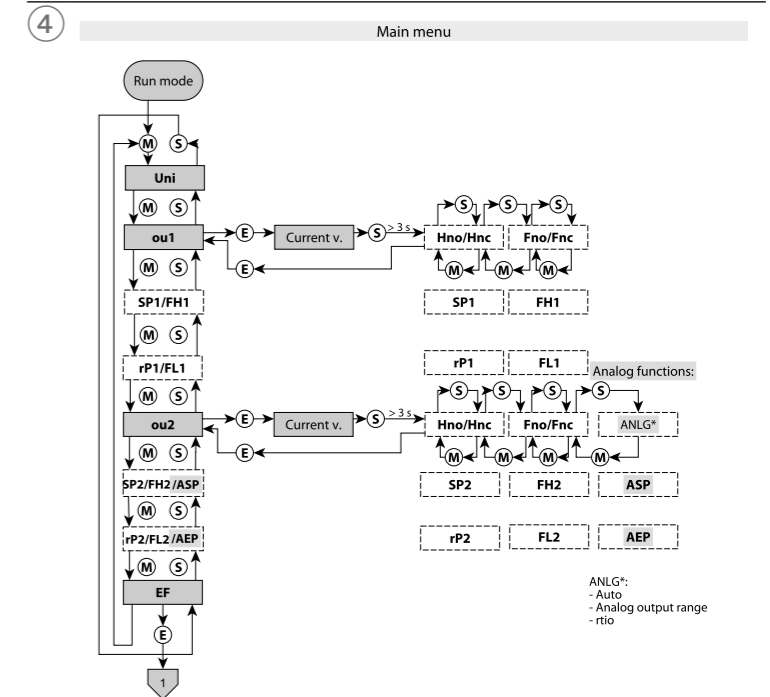 4
Main menu
Run mode
M S
Uni
M S
ou1 E Current v. S > 3 s Hno/Hnc Fno/Fnc
S S S
E M M M
M S
SP1/FH1 SP1 FH1
M S
rP1/FL1 rP1 FL1
Analog functions:
M S S S S S
ou2 E Current v. S > 3 s Hno/Hnc Fno/Fnc ANLG*
E M M M M
M S
SP2/FH2/ASP SP2 FH2 ASP
M S
rP2/FL2/AEP rP2 FL2 AEP
M S
EF
ANLG*:
- Auto
- Analog output range
- rtio
E
1